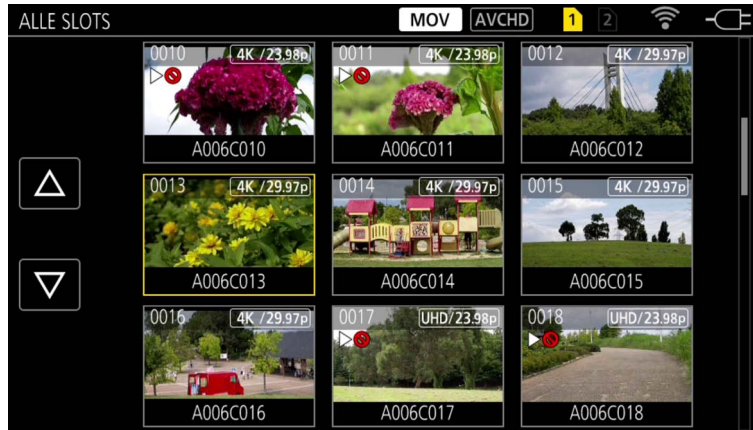 ALLE SLOTS MOV AVCHD 1 2
0010 4K /23.98p
A006C010
0011 4K /23.98p
A006C011
0012 4K /29.97p
A006C012
0013 4K /29.97p
A006C013
0014 4K /29.97p
A006C014
0015 4K /29.97p
A006C015
0016 4K /29.97p
A006C016
0017 UHD/23.98p
A006C017
0018 UHD/23.98p
A006C018